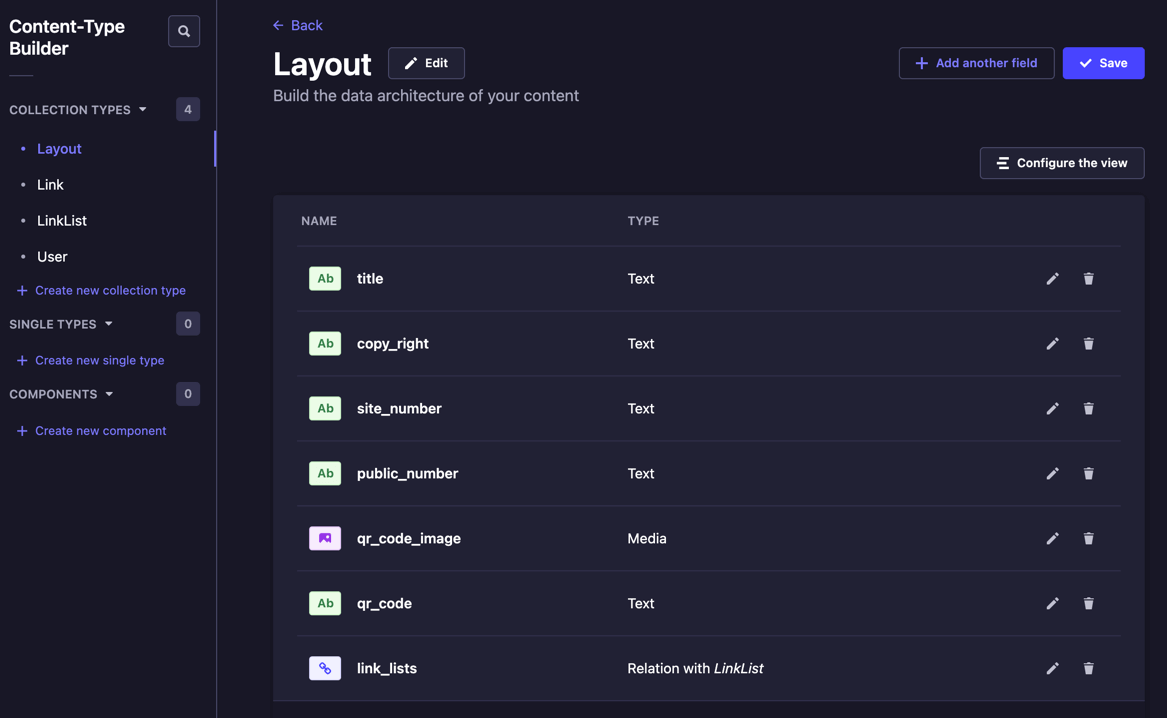 Content-Type
Builder
COLLECTION TYPES
4
Layout
Link
LinkList
User
Create new collection type
SINGLE TYPES
0
Create new single type
COMPONENTS
0
Create new component
Back
Layout
Edit
Add another field
Save
Build the data architecture of your content
Configure the view
NAME TYPE
Ab title Text
Ab copy_right Text
Ab site_number Text
Ab public_number Text
qr_code_image Media
Ab qr_code Text
link_lists Relation with LinkList